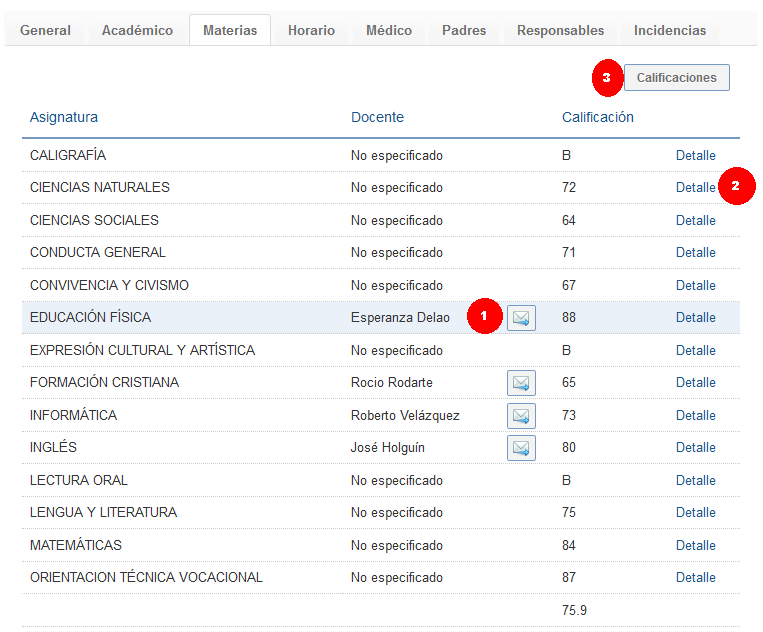 General Académico Materias Horario Médico Padres Responsables Incidencias
3 Calificaciones
Asignatura Docente Calificación
CALIGRAFÍA No especificado B Detalle
CIENCIAS NATURALES No especificado 72 Detalle 2
CIENCIAS SOCIALES No especificado 64 Detalle
CONDUCTA GENERAL No especificado 71 Detalle
CONVIVENCIA Y CIVISMO No especificado 67 Detalle
EDUCACIÓN FÍSICA Esperanza Delao 1 88 Detalle
EXPRESIÓN CULTURAL Y ARTÍSTICA No especificado B Detalle
FORMACIÓN CRISTIANA Rocio Rodarte 65 Detalle
INFORMÁTICA Roberto Velázquez 73 Detalle
INGLÉS José Holguín 80 Detalle
LECTURA ORAL No especificado B Detalle
LENGUA Y LITERATURA No especificado 75 Detalle
MATEMÁTICAS No especificado 84 Detalle
ORIENTACION TÉCNICA VOCACIONAL No especificado 87 Detalle
75.9